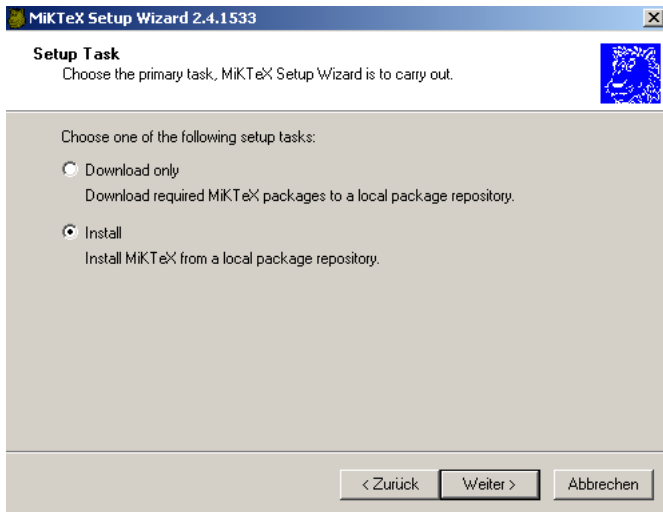 MiKTeX Setup Wizard 2.4.1533
Setup Task
Choose the primary task, MiKTeX Setup Wizard is to carry out.
Choose one of the following setup tasks:
Download only
Download required MiKTeX packages to a local package repository.
Install
Install MiKTeX from a local package repository.
< Zurück Weiter > Abbrechen